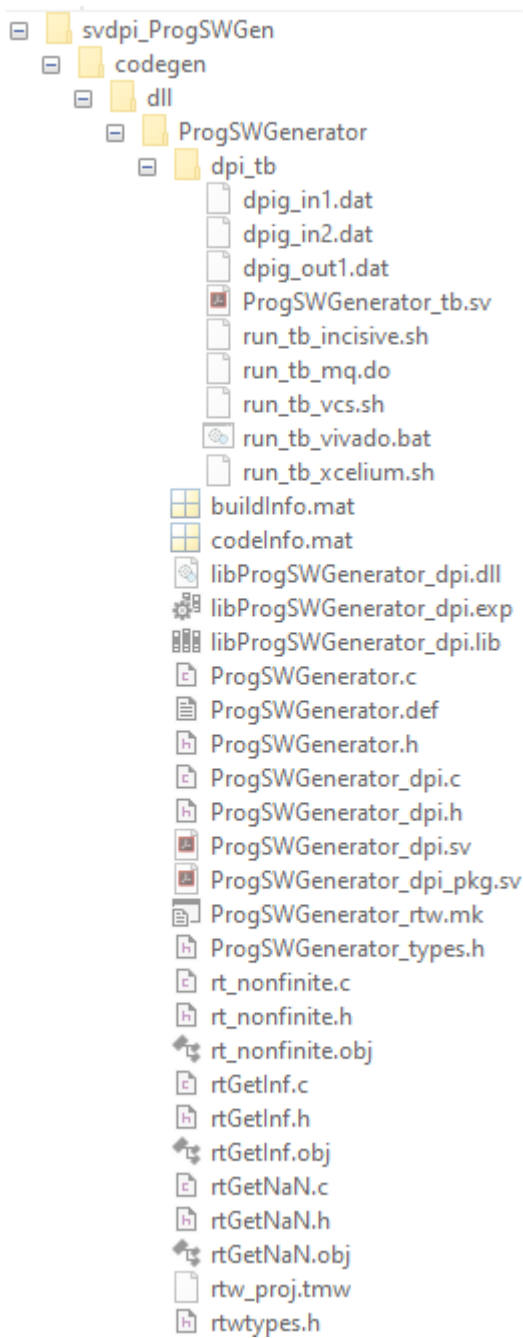 svdpi_ProgSWGen
codegen
dll
ProgSWGenerator
dpi_tb
dpig_in1.dat
dpig_in2.dat
dpig_out1.dat
ProgSWGenerator_tb.sv
run_tb_incisive.sh
run_tb_mq.do
run_tb_vcs.sh
run_tb_vivado.bat
run_tb_xcelium.sh
buildInfo.mat
codeInfo.mat
libProgSWGenerator_dpi.dll
libProgSWGenerator_dpi.exp
libProgSWGenerator_dpi.lib
ProgSWGenerator.c
ProgSWGenerator.def
ProgSWGenerator.h
ProgSWGenerator_dpi.c
ProgSWGenerator_dpi.h
ProgSWGenerator_dpi.sv
ProgSWGenerator_dpi_pkg.sv
ProgSWGenerator_rtw.mk
ProgSWGenerator_types.h
rt_nonfinite.c
rt_nonfinite.h
rt_nonfinite.obj
rtGetInf.c
rtGetInf.h
rtGetInf.obj
rtGetNaN.c
rtGetNaN.h
rtGetNaN.obj
rtw_proj.tmw
rtwtypes.h